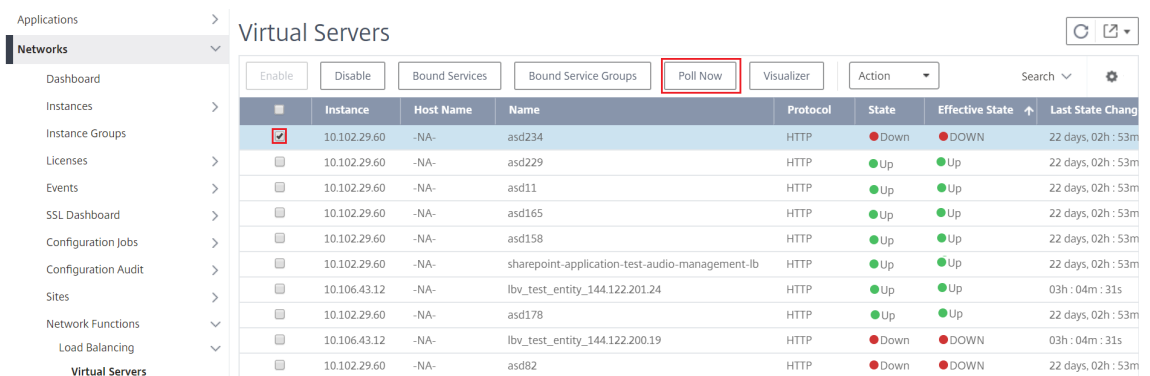 Applications
Networks
Dashboard
Instances
Instance Groups
Licenses
Events
SSL Dashboard
Configuration Jobs
Configuration Audit
Sites
Network Functions
Load Balancing
Virtual Servers
Virtual Servers
Enable Disable Bound Services Bound Service Groups Poll Now Visualizer Action Search
Instance Host Name Name Protocol State Effective State Last State Chang
10.102.29.60 -NA- asd234 HTTP Down DOWN 22 days, 02h : 53m
10.102.29.60 -NA- asd229 HTTP Up Up 22 days, 02h : 53m
10.102.29.60 -NA- asd11 HTTP Up Up 22 days, 02h : 53m
10.102.29.60 -NA- asd165 HTTP Up Up 22 days, 02h : 53m
10.102.29.60 -NA- asd158 HTTP Up Up 22 days, 02h : 53m
10.102.29.60 -NA- sharepoint-application-test-audio-management-lb HTTP Up Up 22 days, 02h : 53m
10.106.43.12 -NA- lbv_test_entity_144.122.201.24 HTTP Up Up 03h : 04m : 31s
10.102.29.60 -NA- asd178 HTTP Up Up 22 days, 02h : 53m
10.106.43.12 -NA- lbv_test_entity_144.122.200.19 HTTP Down DOWN 03h : 04m : 31s
10.102.29.60 -NA- asd82 HTTP Down DOWN 22 days, 02h : 53m